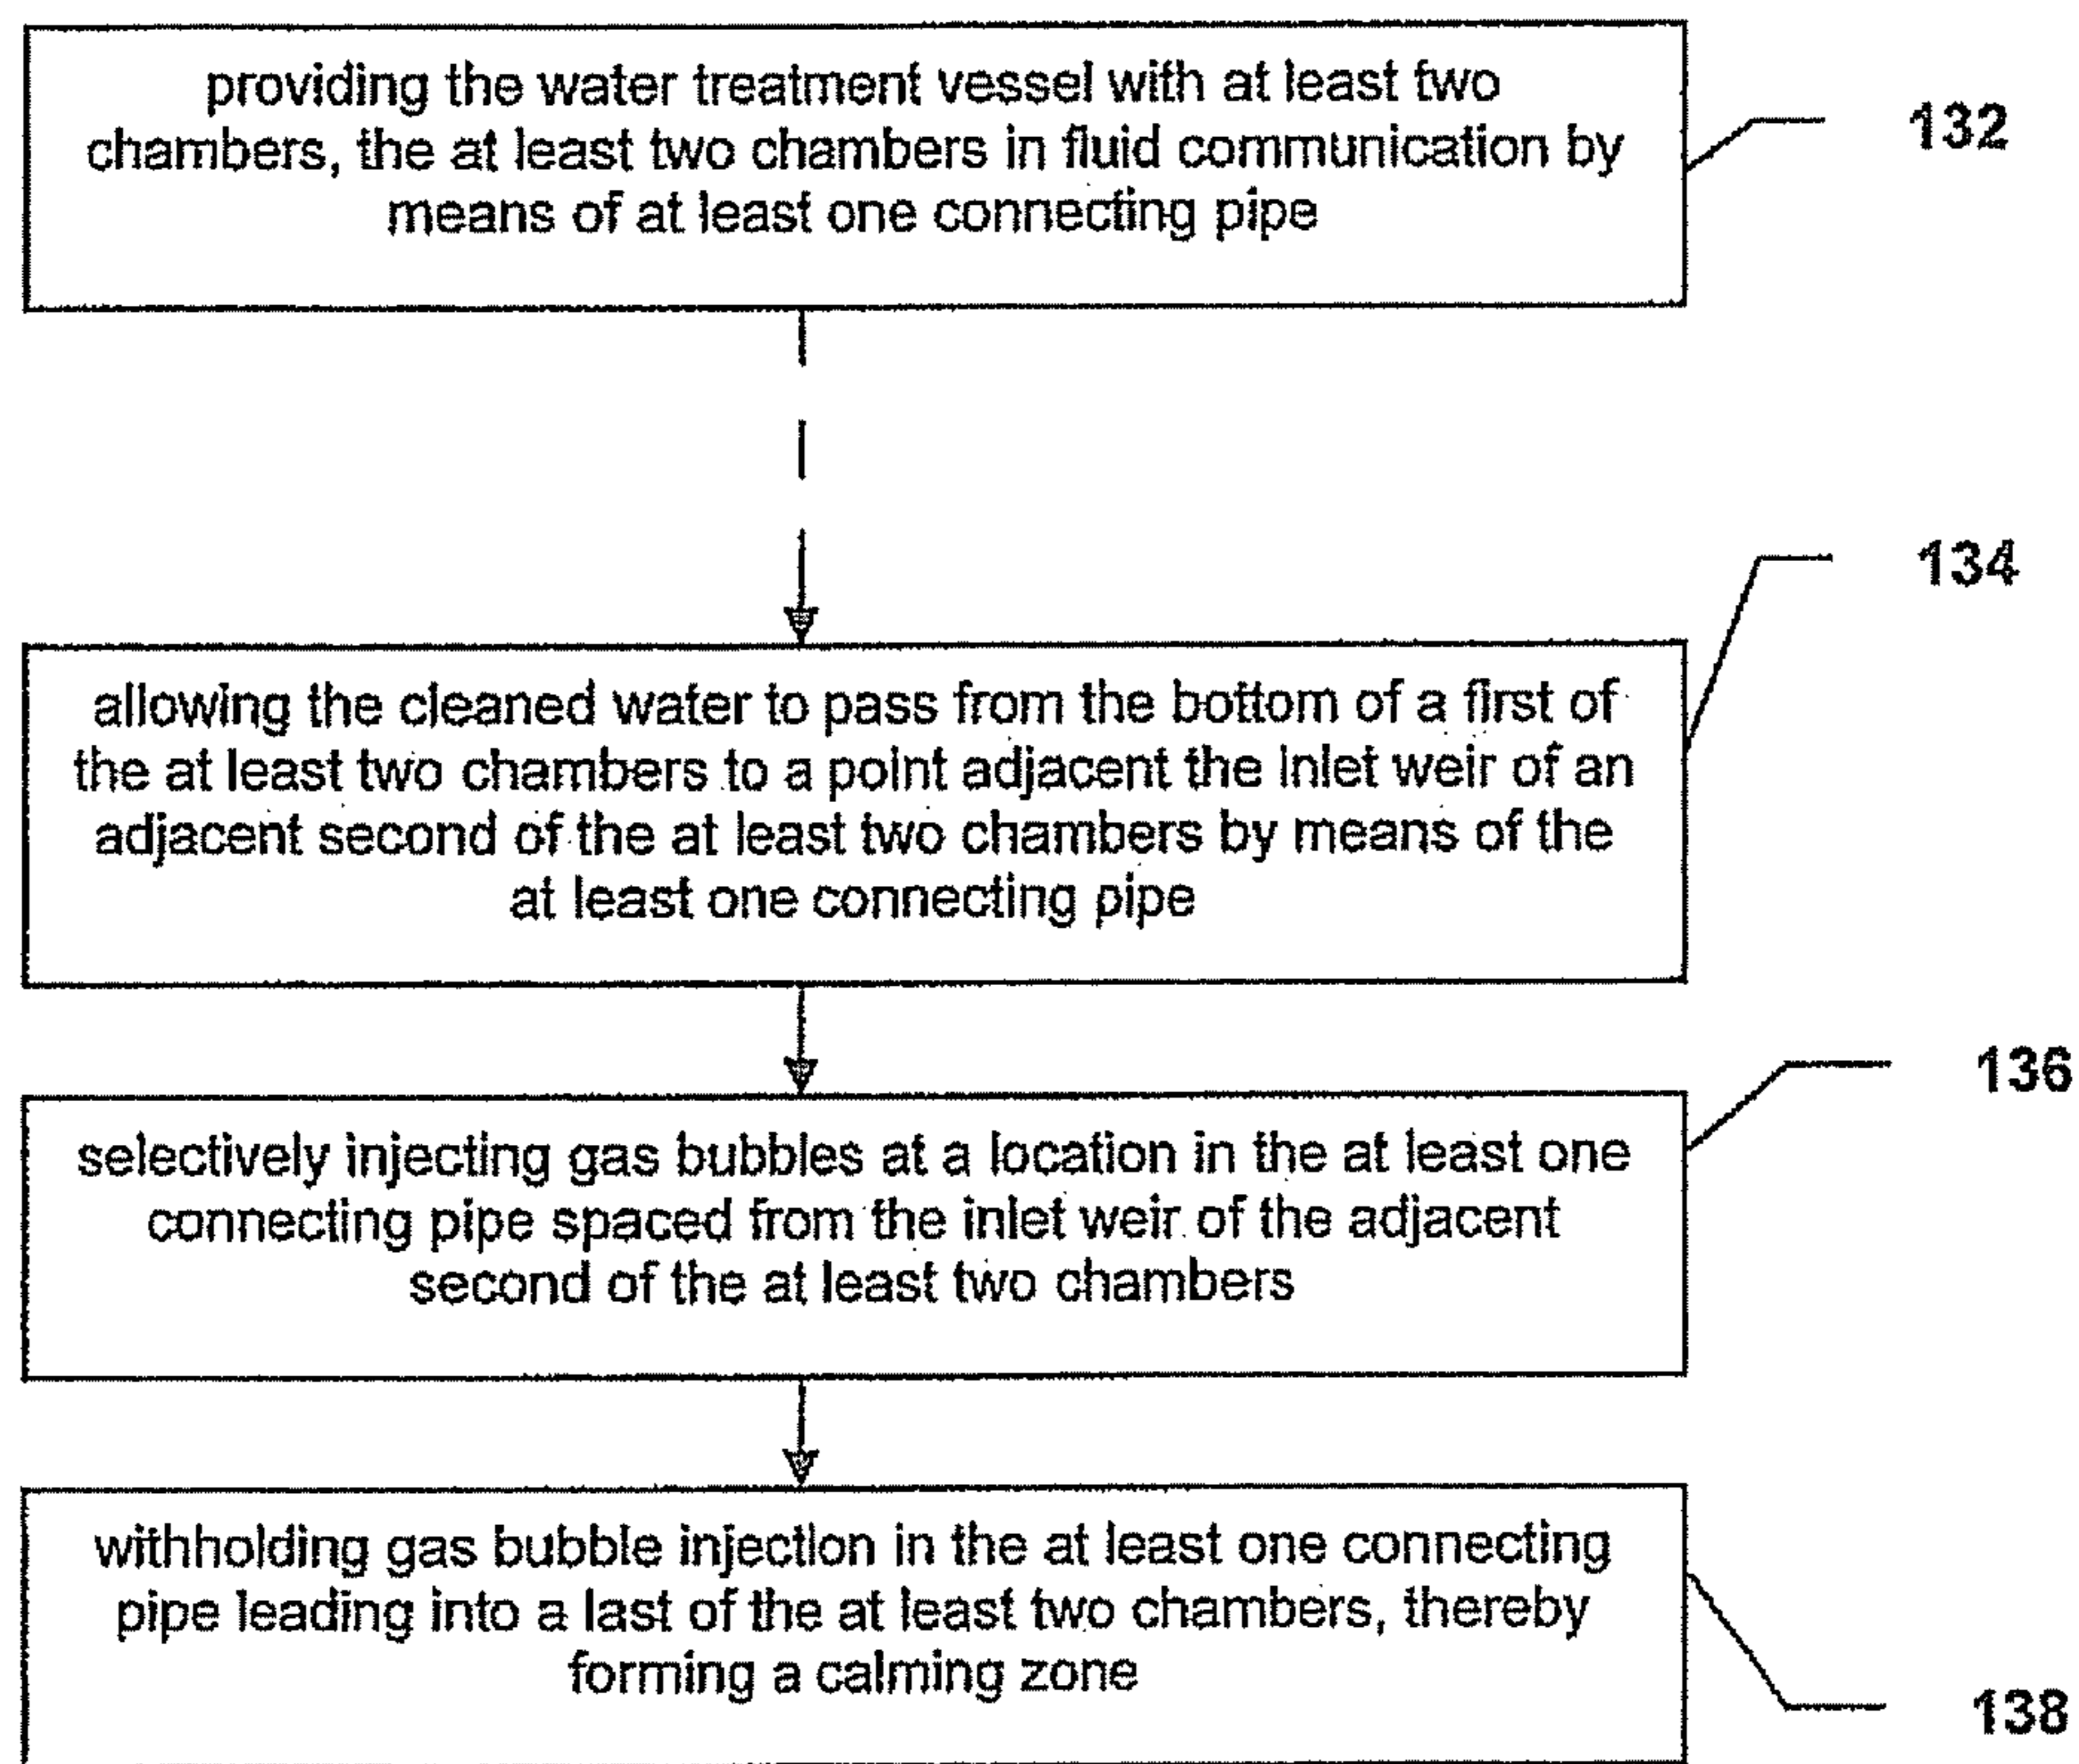 providing the water treatment vessel with at least two
chambers, the at least two chambers in fluid communication by
means of at least one connecting pipe
132
134
allowing the cleaned water to pass from the bottom of a first of
the at least two chambers to a point adjacent the inlet weir of an
adjacent second of the at least two chambers by means of the
at least one connecting pipe
136
selectively injecting gas bubbles at a location in the at least one
connecting pipe spaced from the inlet weir of the adjacent
second of the at least two chambers
withholding gas bubble injection in the at least one connecting
pipe leading into a last of the at least two chambers, thereby
forming a calming zone
138